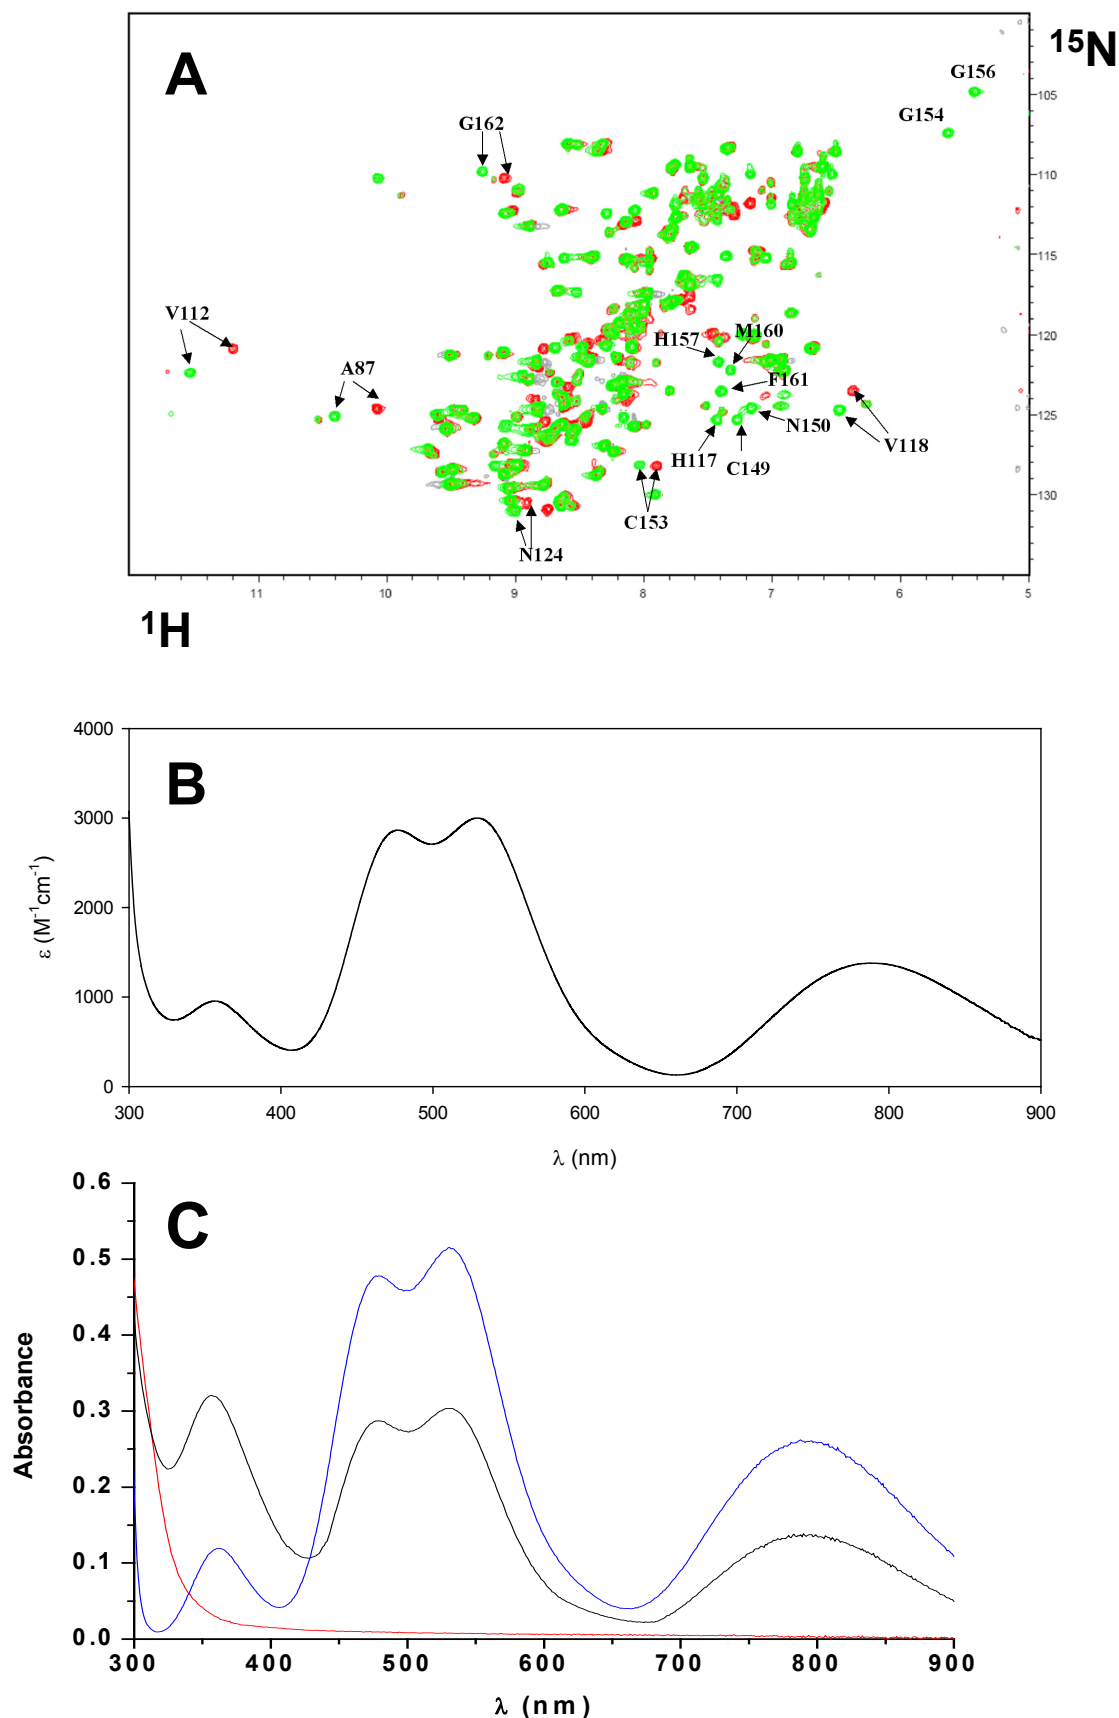 A
15N
G156
G154
G162
105
110
115
120
125
130
V112
A87
H157
M160
F161
N150
V118
H117
C149
C153
N124
11 10 9 8 7 6 5
1H
B
4000
3000
2000
1000
0
ε (M-1cm-1)
300 400 500 600 700 800 900
λ (nm)
C
0.6
0.5
0.4
0.3
0.2
0.1
0.0
Absorbance
300 400 500 600 700 800 900
λ (nm)